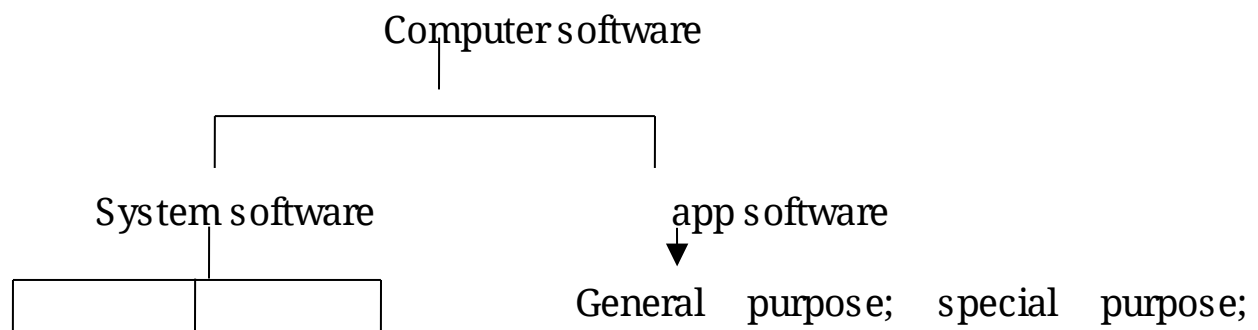 Computer software
System software
app software
General purpose; special purpose;